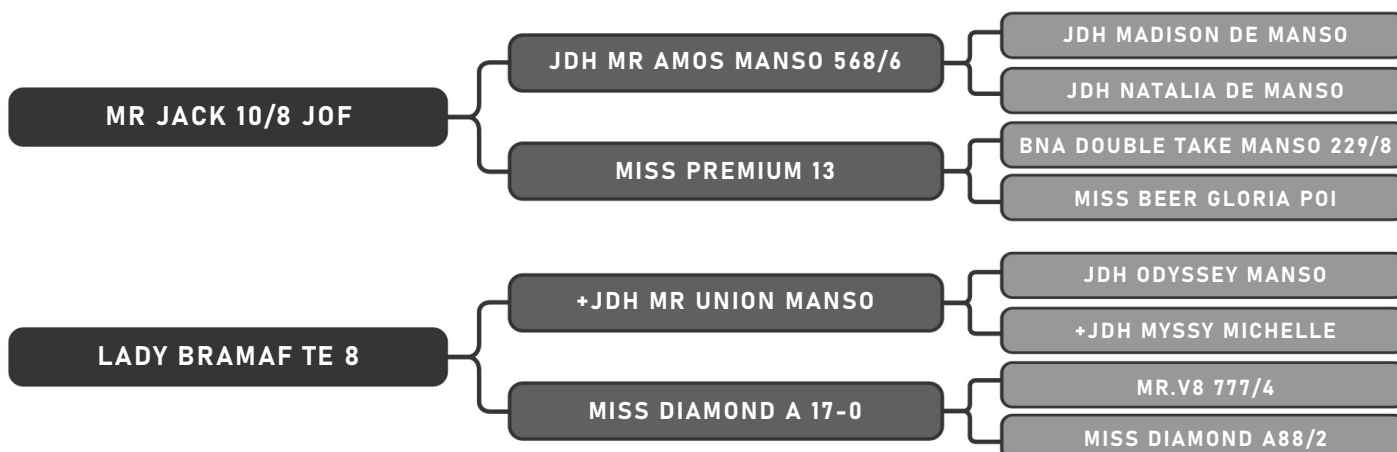 MR JACK 10/8 JOF
JDH MR AMOS MANSO 568/6
JDH MADISON DE MANSO
JDH NATALIA DE MANSO
MISS PREMIUM 13
BNA DOUBLE TAKE MANSO 229/8
MISS BEER GLORIA POI
LADY BRAMAF TE 8
+JDH MR UNION MANSO
JDH ODYSSEY MANSO
+JDH MYSSY MICHELLE
MISS DIAMOND A 17-0
MR.V8 777/4
MISS DIAMOND A88/2